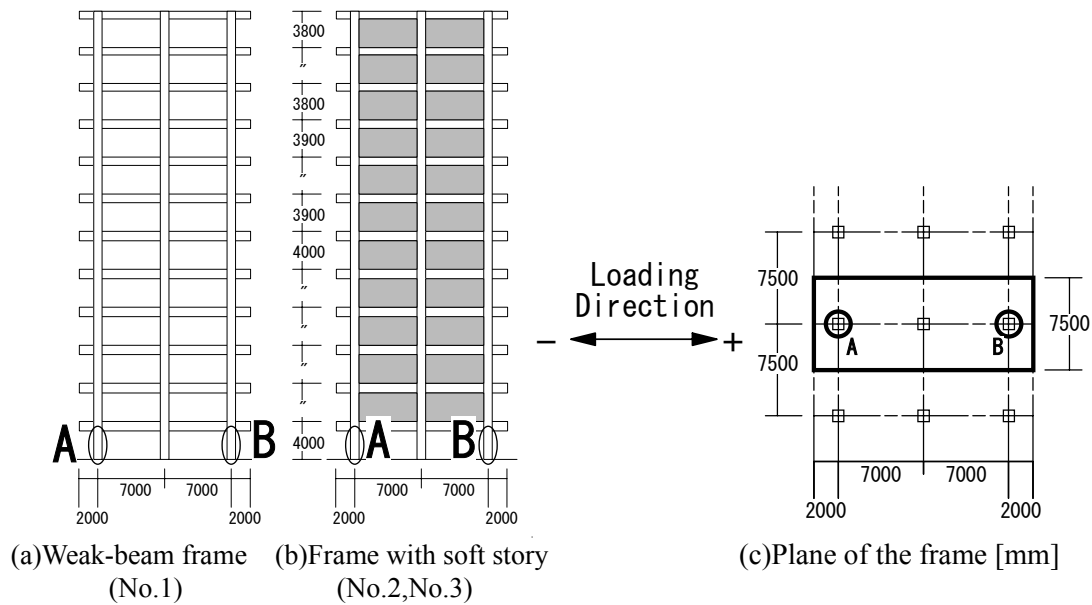 3800
〃
3800
3900
〃
3900
4000
〃
〃
〃
〃
4000
A
B
A
B
7000
7000
2000
2000
7000
7000
2000
2000
Loading
Direction
−
+
7500
7500
A
B
7500
7000
7000
2000
2000
(a)Weak-beam frame
(No.1)
(b)Frame with soft story
(No.2,No.3)
(c)Plane of the frame [mm]